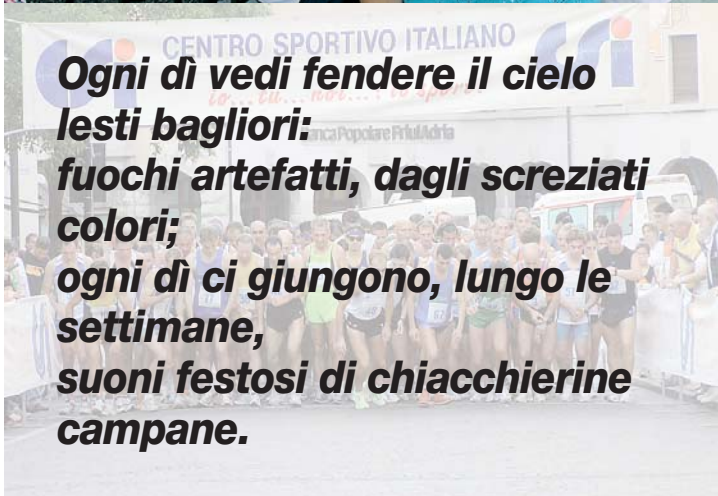 CENTRO SPORTIVO ITALIANO
Ogni dì vedi fendere il cielo
lesti bagliori:
Banca Popolare FriulAdria
fuochi artefatti, dagli screziati
colori;
ogni dì ci giungono, lungo le
settimane,
suoni festosi di chiacchierine
campane.